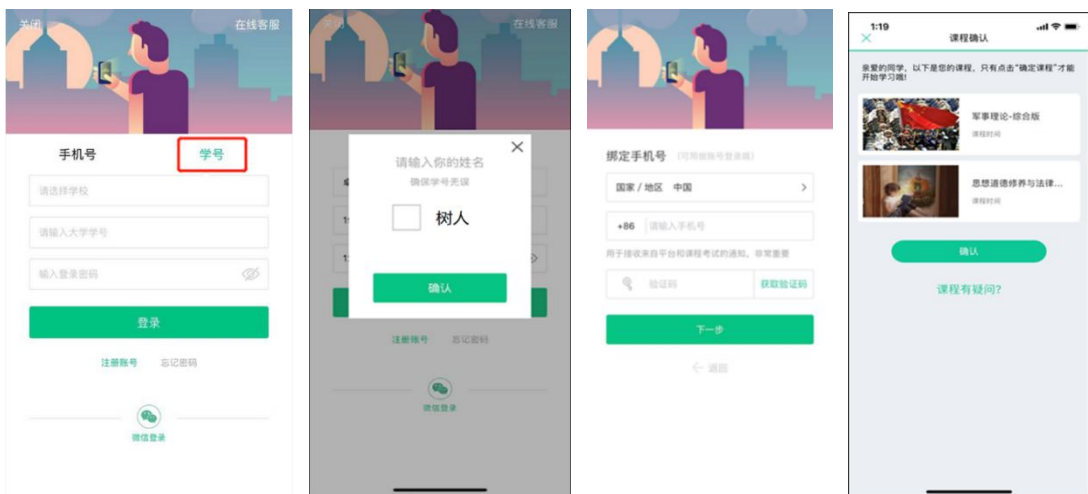 关闭
在线客服
手机号
学号
请选择学校
请输入大学学号
输入登录密码
登录
注册账号
忘记密码
微信登录
在线客服
请输入你的姓名
确保学号无误
树人
确认
注册账号
忘记密码
微信登录
绑定手机号
国家 / 地区 中国
+86 请输入手机号
用于接收来自平台和课程考试的通知,非常重要
验证码
获取验证码
下一步
← 返回
1:19
课程确认
亲爱的同学,以下是您的课程,只有点击“确定课程”才能
开始学习哦!
军事理论-综合版
课程时间
思想道德修养与法律...
课程时间
确认
课程有疑问?